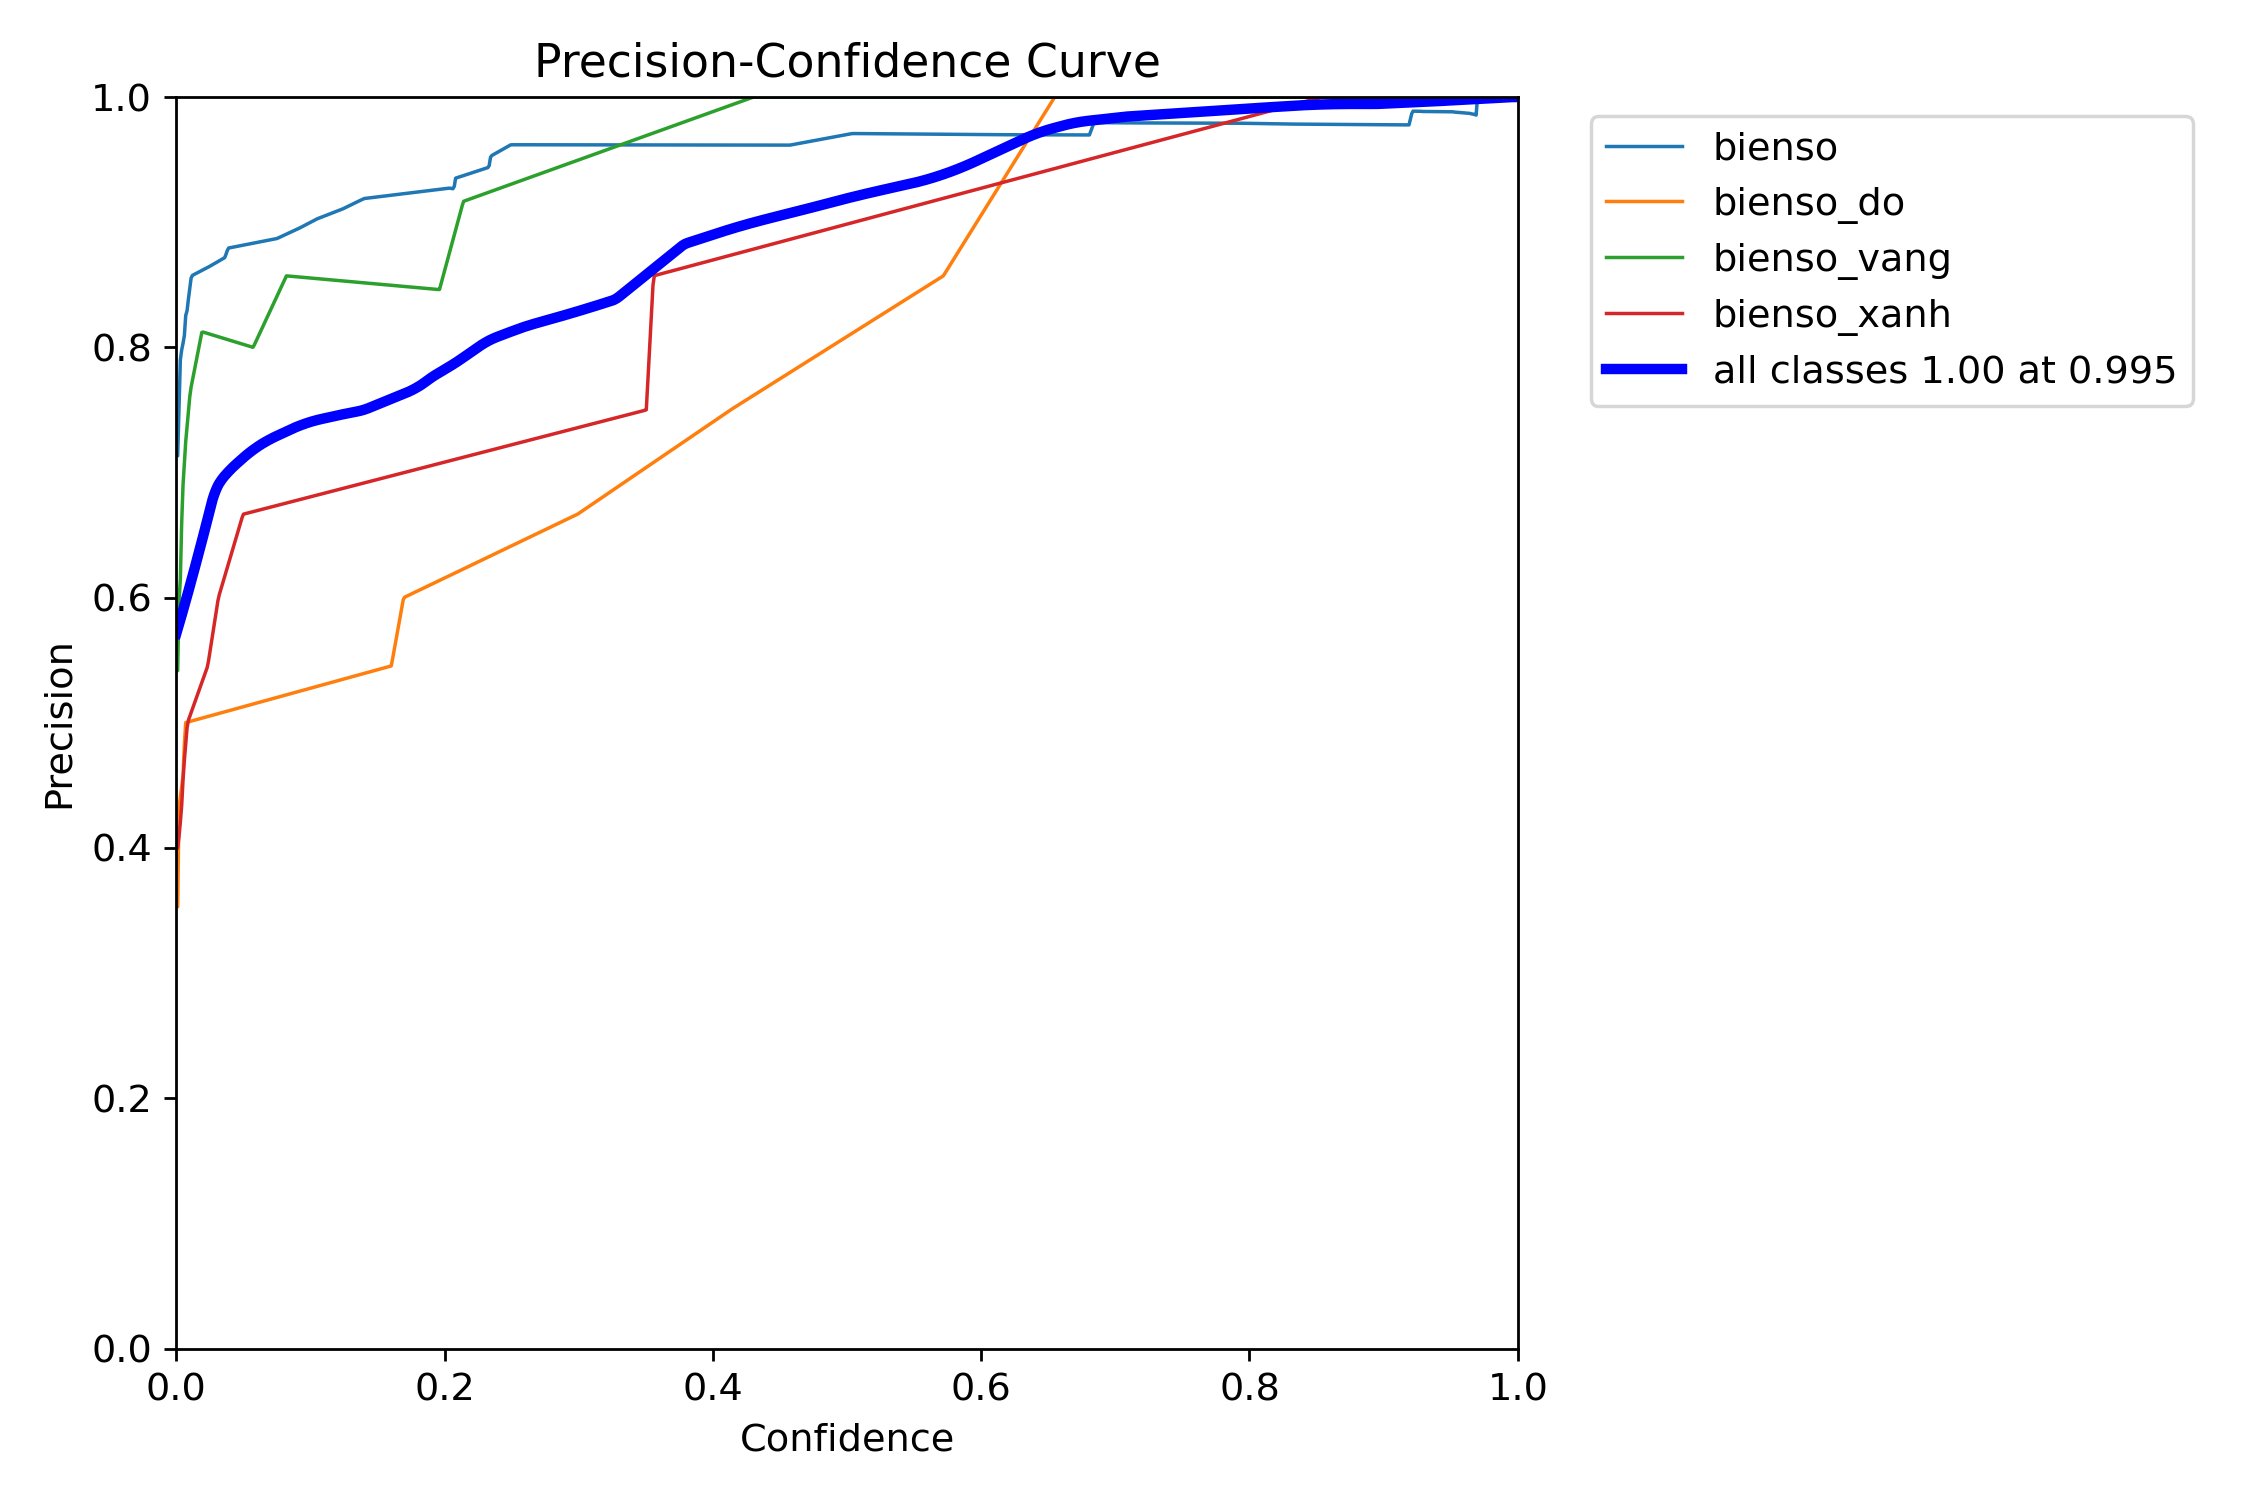 Precision-Confidence Curve
1.0
0.8
0.6
0.4
0.2
0.0
Precision
0.0 0.2 0.4 0.6 0.8 1.0
Confidence
bienso
bienso_do
bienso_vang
bienso_xanh
all classes 1.00 at 0.995